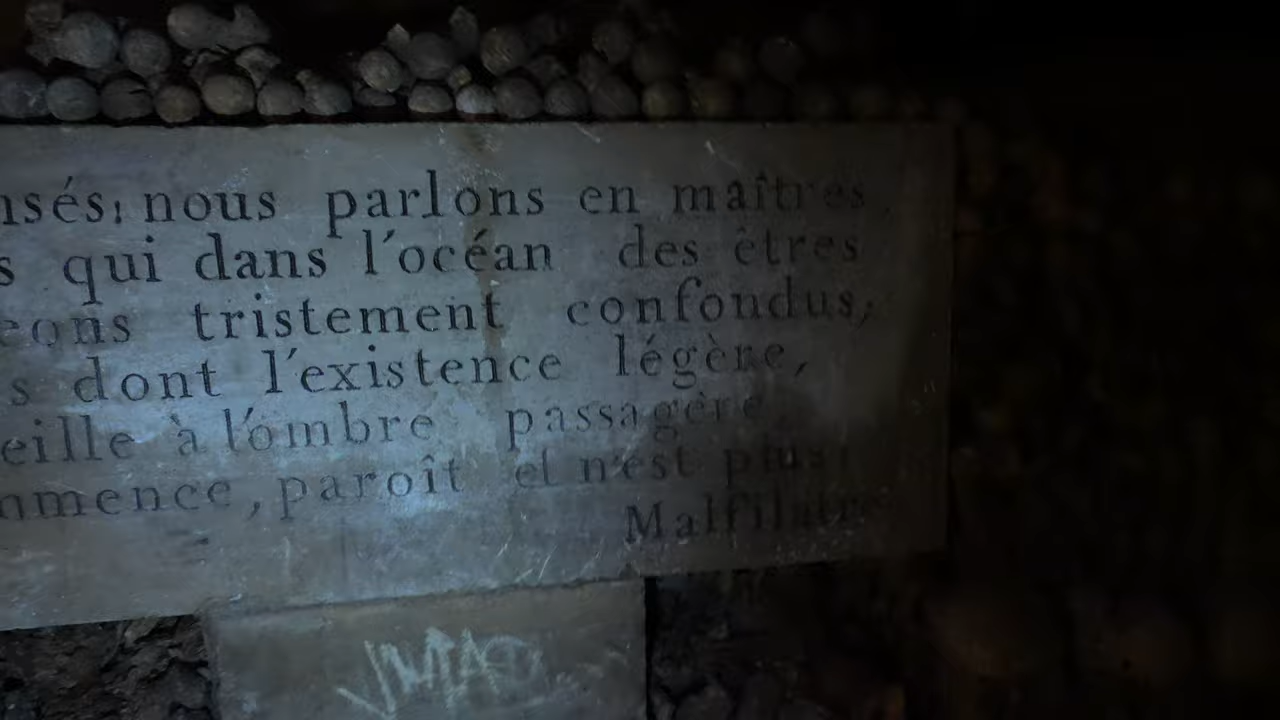 nsés; nous parlons en maîtres,
s qui dans l'océan des êtres
eons tristement confondus,
s dont l'existence légère,
eille à l'ombre passagère
mmence, paroît et n'est plus!
Malfilatre